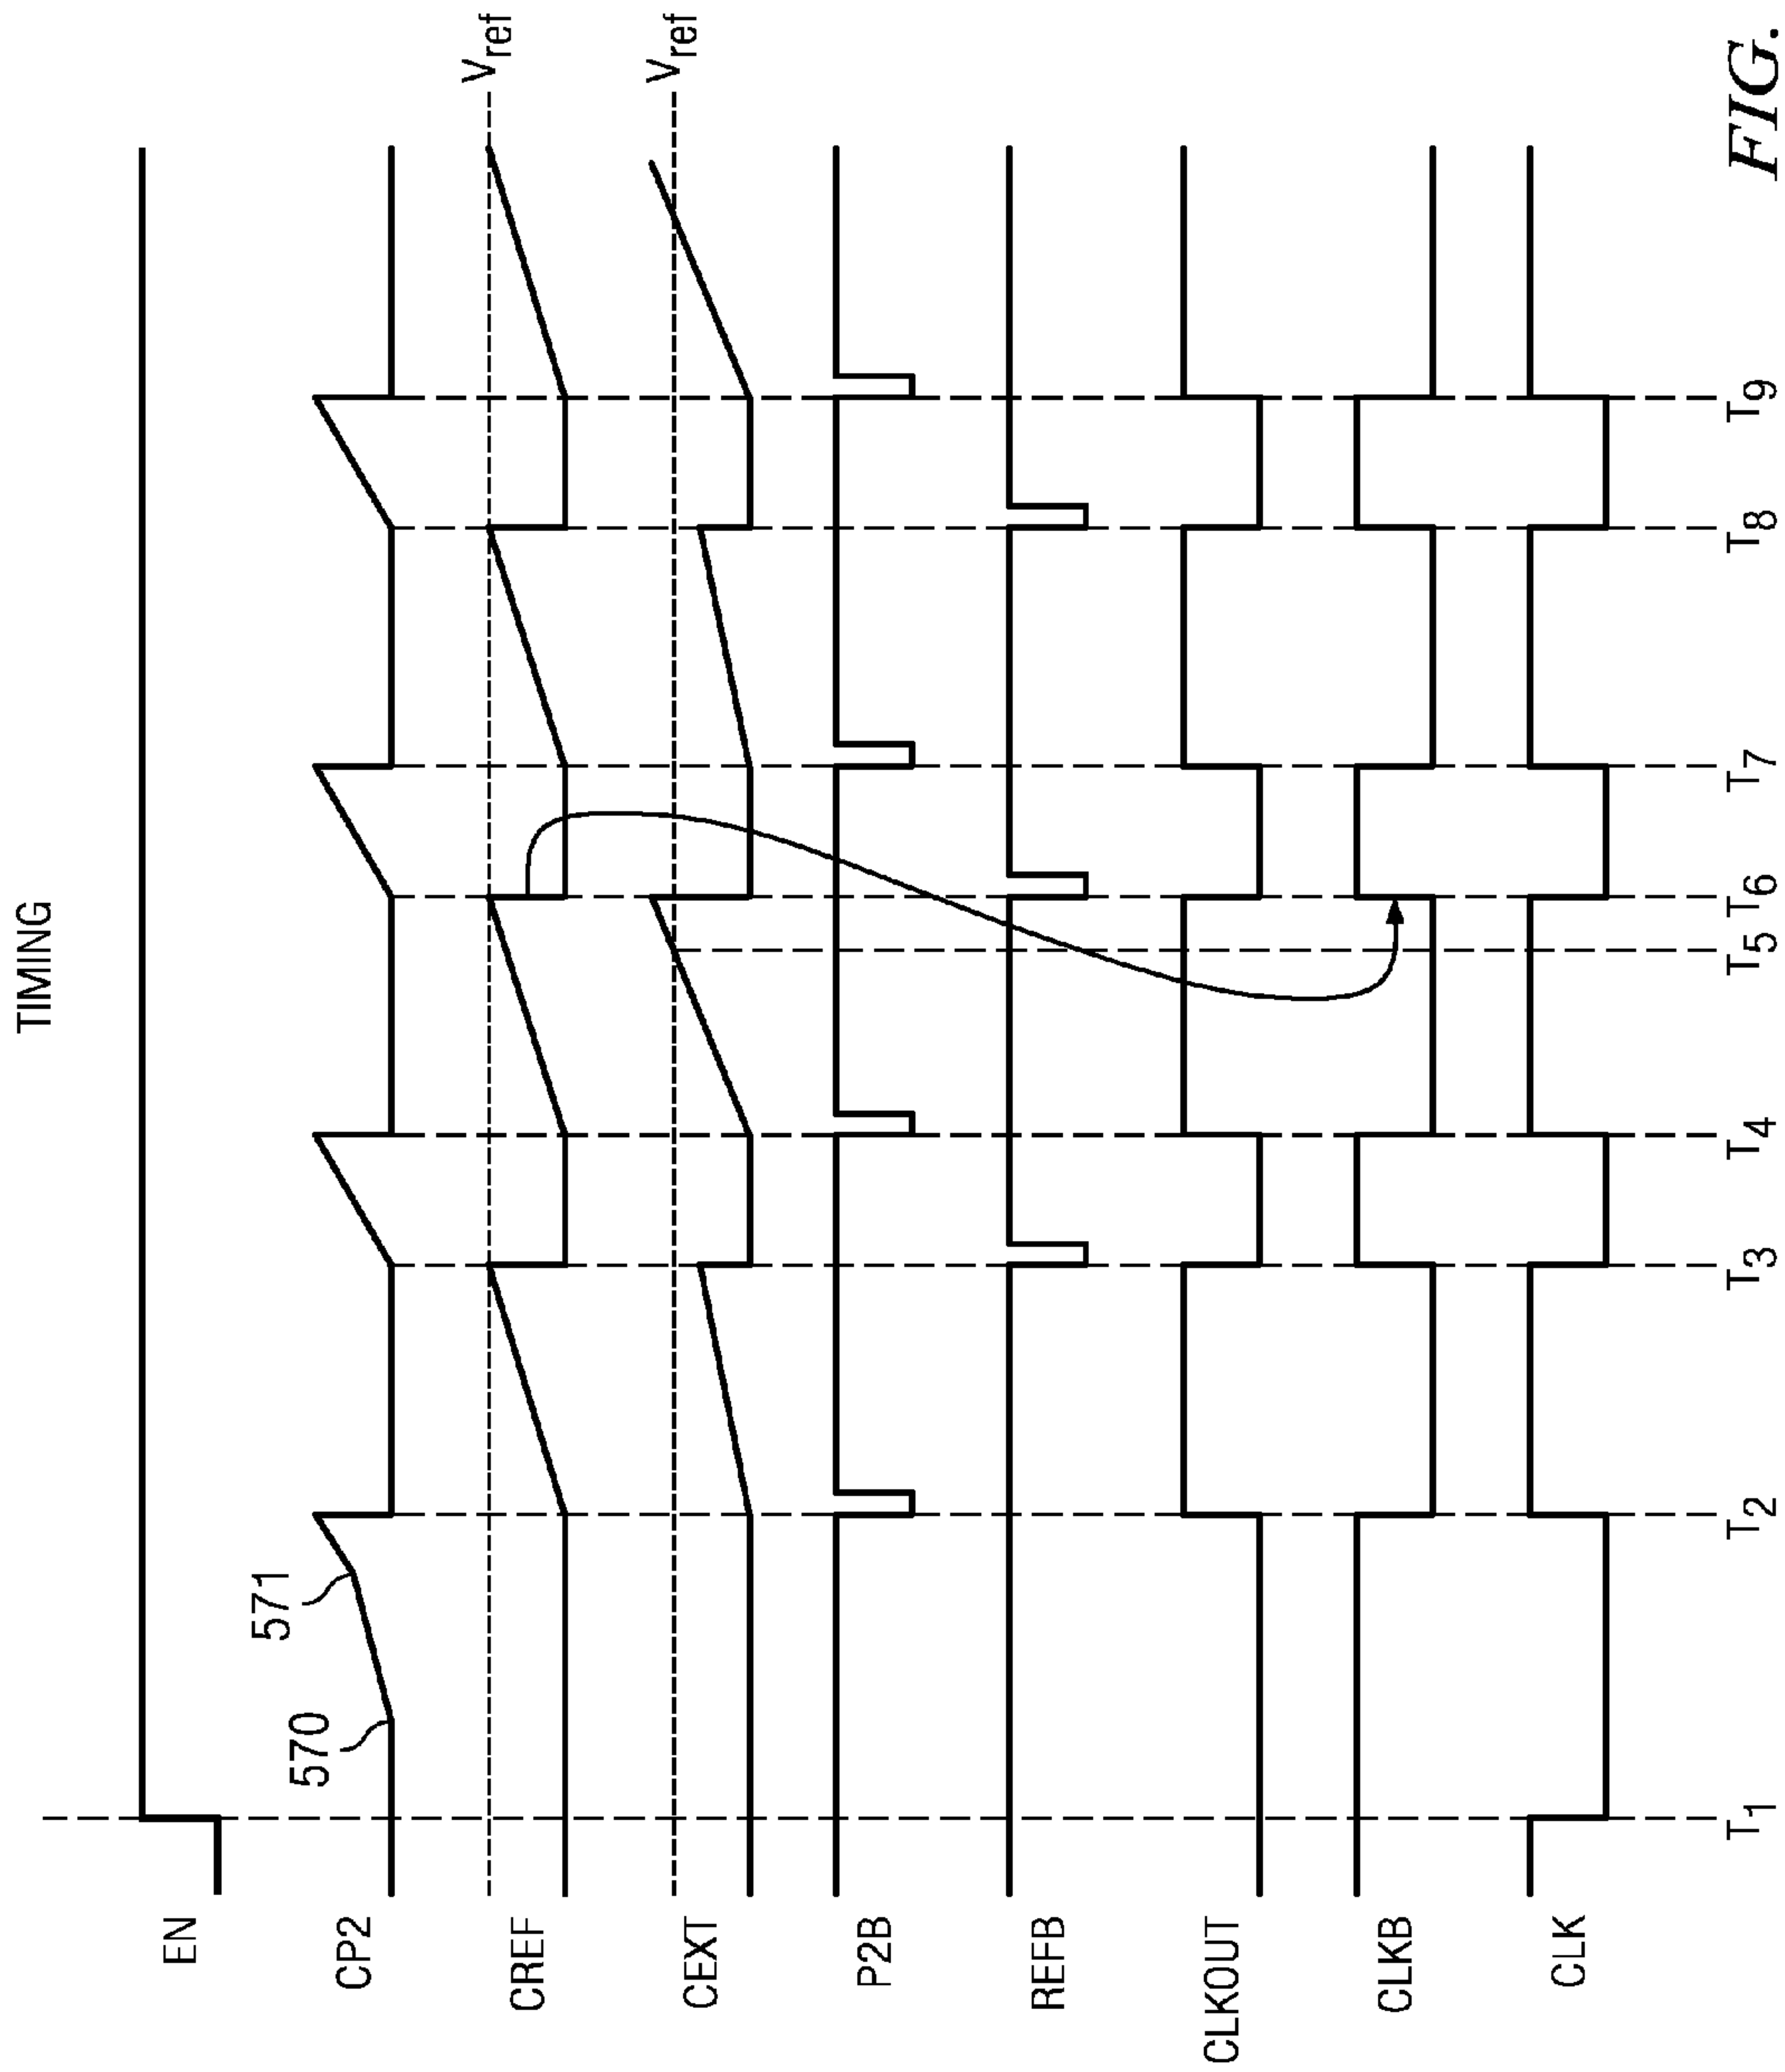 TIMING
EN
CP2
570
571
CREF
Vref
CEXT
Vref
P2B
REFB
CLKOUT
CLKB
CLK
T1 T2 T3 T4 T5 T6 T7 T8 T9
FIG.